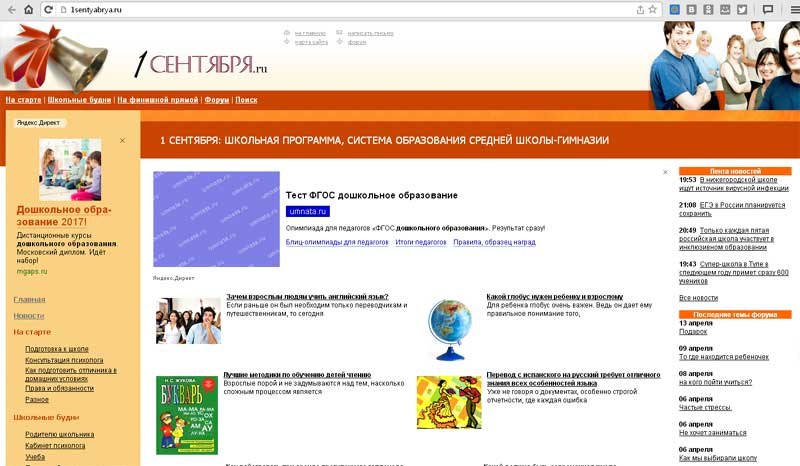 1sentyabrya.ru
1 СЕНТЯБРЯ.ru
на главную
написать письмо
карта сайта
форум
На старте | Школьные будни | На финишной прямой | Форум | Поиск
Яндекс.Директ
Дошкольное обра-
зование 2017!
Дистанционные курсы
дошкольного образования.
Московский диплом. Идёт
набор!
mgaps.ru
Главная
Новости
На старте
Подготовка к школе
Консультация психолога
Как подготовить отличника в
домашних условиях
Права и обязанности
Разное
Школьные будни
Родителю школьника
Кабинет психолога
Учеба
1 СЕНТЯБРЯ: ШКОЛЬНАЯ ПРОГРАММА, СИСТЕМА ОБРАЗОВАНИЯ СРЕДНЕЙ ШКОЛЫ-ГИМНАЗИИ
Тест ФГОС дошкольное образование
umnata.ru
Олимпиада для педагогов «ФГОС дошкольного образования». Результат сразу!
Блиц-олимпиады для педагогов Итоги педагогов Правила, образец наград
Яндекс.Директ
Зачем взрослым людям учить английский язык?
Если раньше он был необходим только переводчикам и
путешественникам, то сегодня
Какой глобус нужен ребенку и взрослому
Для ребенка глобус очень важен. Ведь он дает ему
правильное понимание того,
Лучшие методики по обучению детей чтению
Взрослые порой и не задумываются над тем, насколько
сложным процессом является
Н.С. ЖУКОВА
БУКВАРЬ
Перевод с испанского на русский требует отличного
знания всех особенностей языка
Уже не говоря о документах, особенно строгой
отчетности, где каждая ошибка
Лента новостей
19:53 В нижегородской школе
ищут источник вирусной инфекции
21:08 ЕГЭ в России планируется
сохранить
20:49 Только каждая пятая
российская школа участвует в
инклюзивном образовании
19:43 Супер-школа в Туле в
следующем году примет сразу 600
учеников
Все новости
Последние темы форума
13 апреля
Подарок
09 апреля
То где находится ребеночек
08 апреля
на кого пойти учиться?
06 апреля
Частые стрессы.
06 апреля
Не хочет заниматься
06 апреля
Как мы выбирали школу